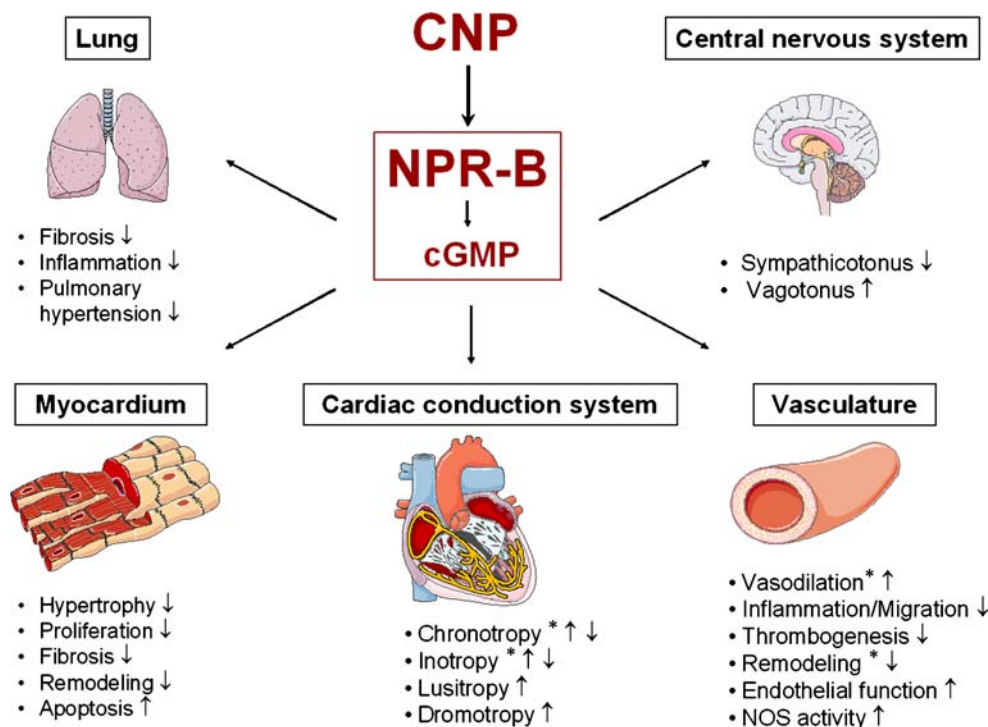 Lung
CNP
Central nervous system
NPR-B
↓
cGMP
• Fibrosis ↓
• Inflammation ↓
• Pulmonary
hypertension ↓
• Sympathicotonus ↓
• Vagotonus ↑
Myocardium
Cardiac conduction system
Vasculature
• Hypertrophy ↓
• Proliferation ↓
• Fibrosis ↓
• Remodeling ↓
• Apoptosis ↑
• Chronotropy * ↑ ↓
• Inotropy * ↑ ↓
• Lusitropy ↑
• Dromotropy ↑
• Vasodilation * ↑
• Inflammation/Migration ↓
• Thrombogenesis ↓
• Remodeling * ↓
• Endothelial function ↑
• NOS activity ↑